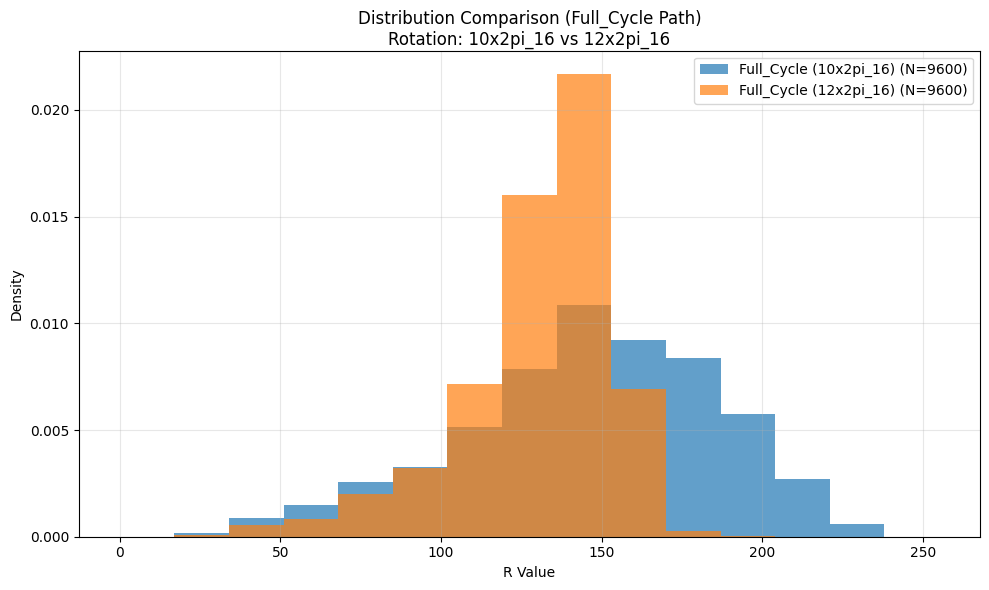 Distribution Comparison (Full_Cycle Path)
Rotation: 10x2pi_16 vs 12x2pi_16
Full_Cycle (10x2pi_16) (N=9600)
Full_Cycle (12x2pi_16) (N=9600)
Density
0.020
0.015
0.010
0.005
0.000
0 50 100 150 200 250
R Value